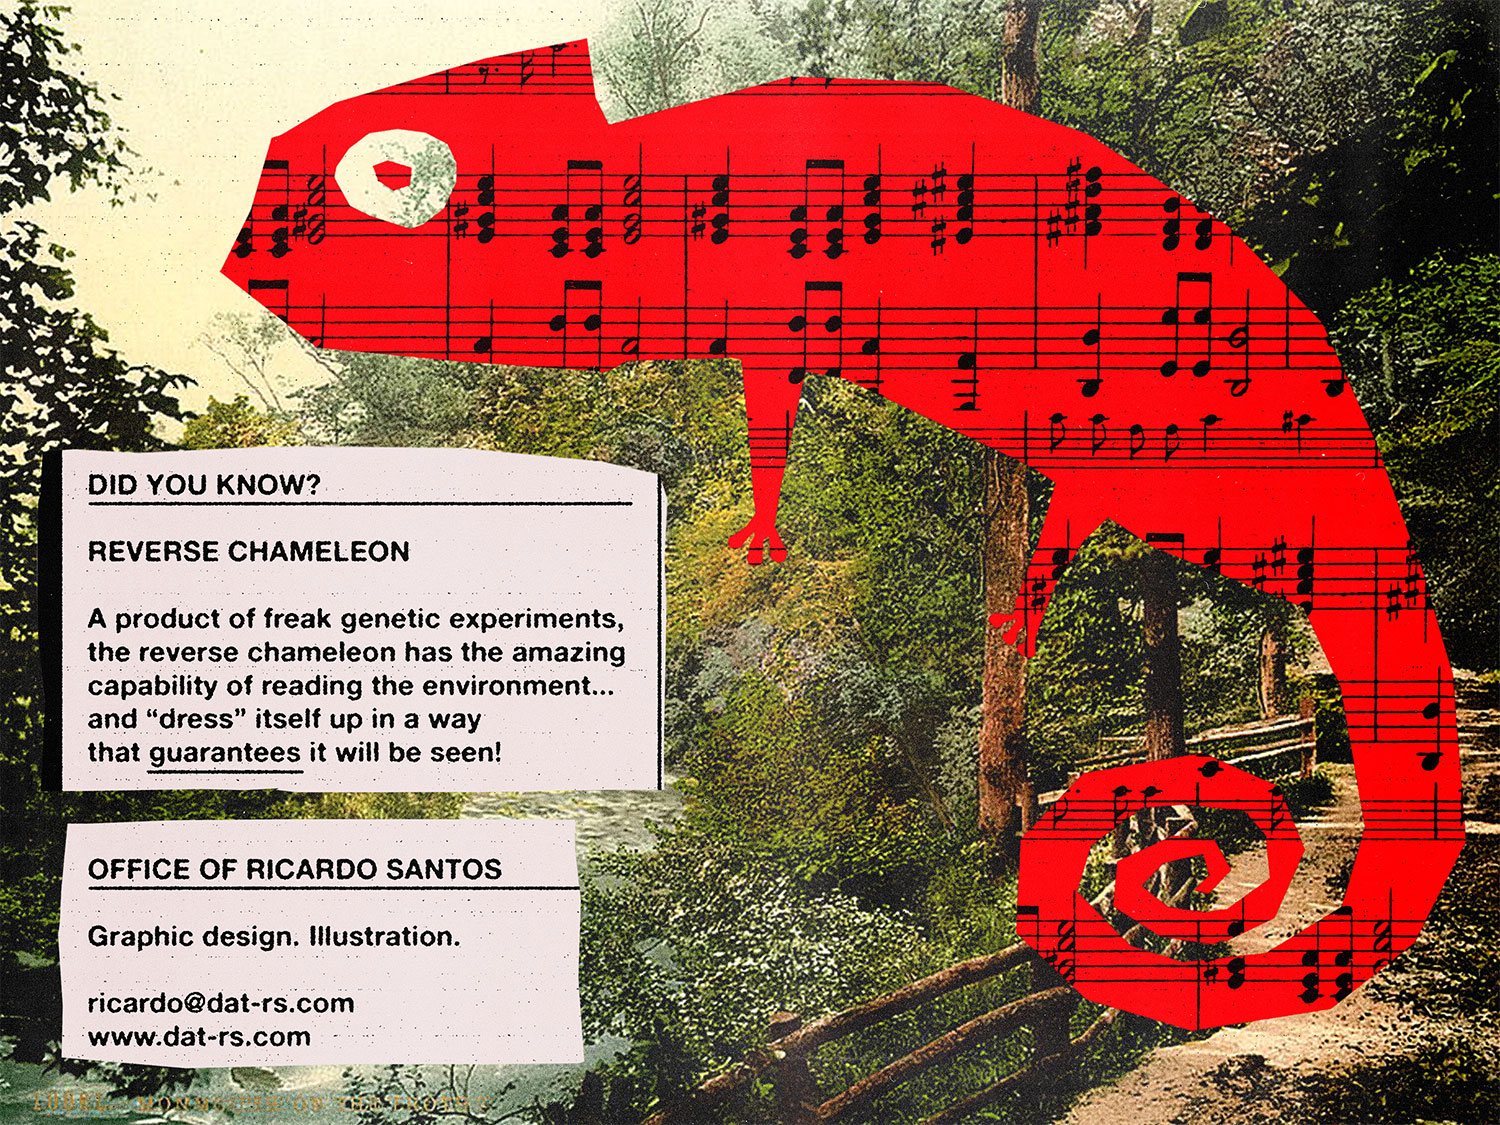 DID YOU KNOW?
REVERSE CHAMELEON
A product of freak genetic experiments,
the reverse chameleon has the amazing
capability of reading the environment...
and “dress” itself up in a way
that guarantees it will be seen!
OFFICE OF RICARDO SANTOS
Graphic design. Illustration.
ricardo@dat-rs.com
www.dat-rs.com
ON THE